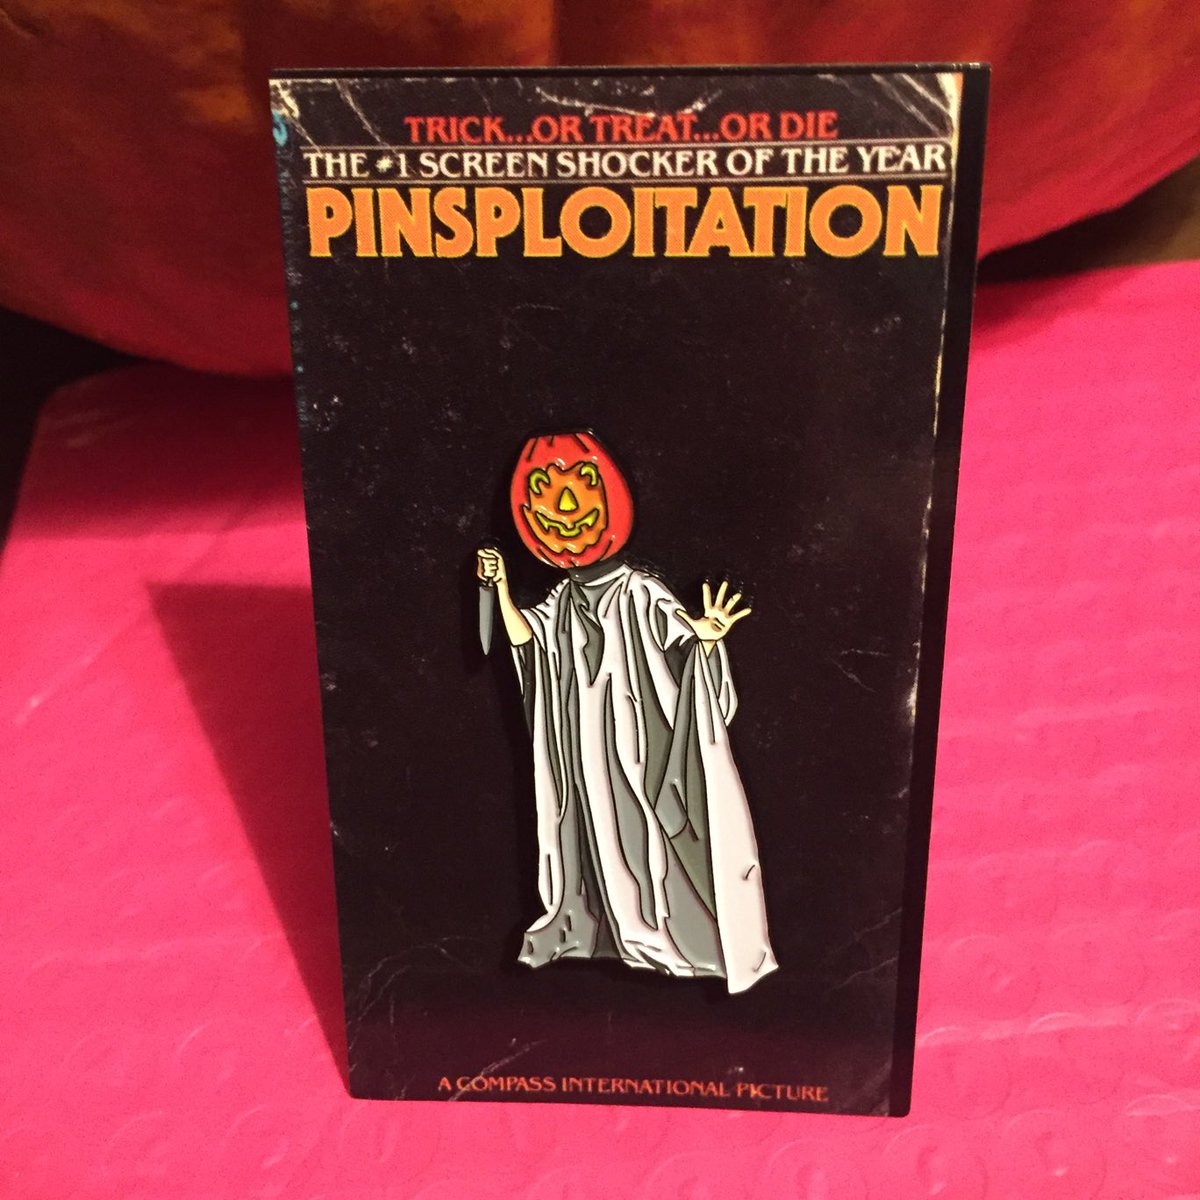 TRICK...OR TREAT...OR DIE
THE #1 SCREEN SHOCKER OF THE YEAR
PINSPLOITATION
A COMPASS INTERNATIONAL PICTURE